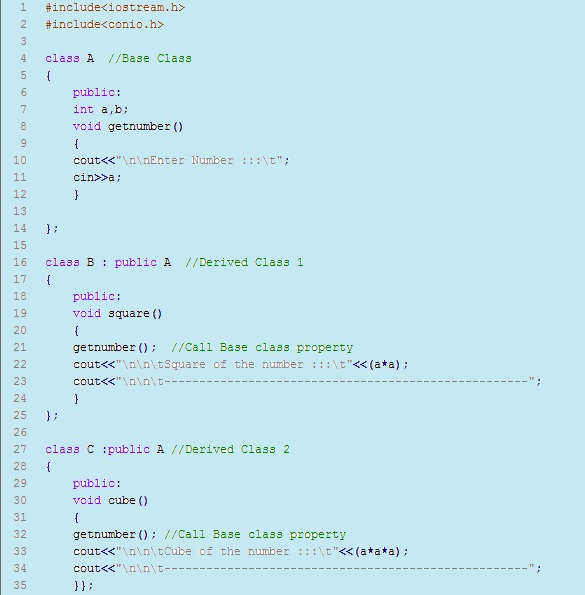 1 #include<iostream.h>
2 #include<conio.h>
3
4 class A  //Base Class
5 {
6     public:
7     int a,b;
8     void getnumber()
9     {
10     cout<<"\n\nEnter Number :::\t";
11     cin>>a;
12     }
13
14 };
15
16 class B : public A  //Derived Class 1
17 {
18     public:
19     void square()
20     {
21     getnumber();  //Call Base class property
22     cout<<"\n\n\tSquare of the number :::\t"<<(a*a);
23     cout<<"\n\n\t----------------------------------------------------";
24     }
25 };
26
27 class C :public A //Derived Class 2
28 {
29     public:
30     void cube()
31     {
32     getnumber(); //Call Base class property
33     cout<<"\n\n\tCube of the number :::\t"<<(a*a*a);
34     cout<<"\n\n\t----------------------------------------------------";
35     }};